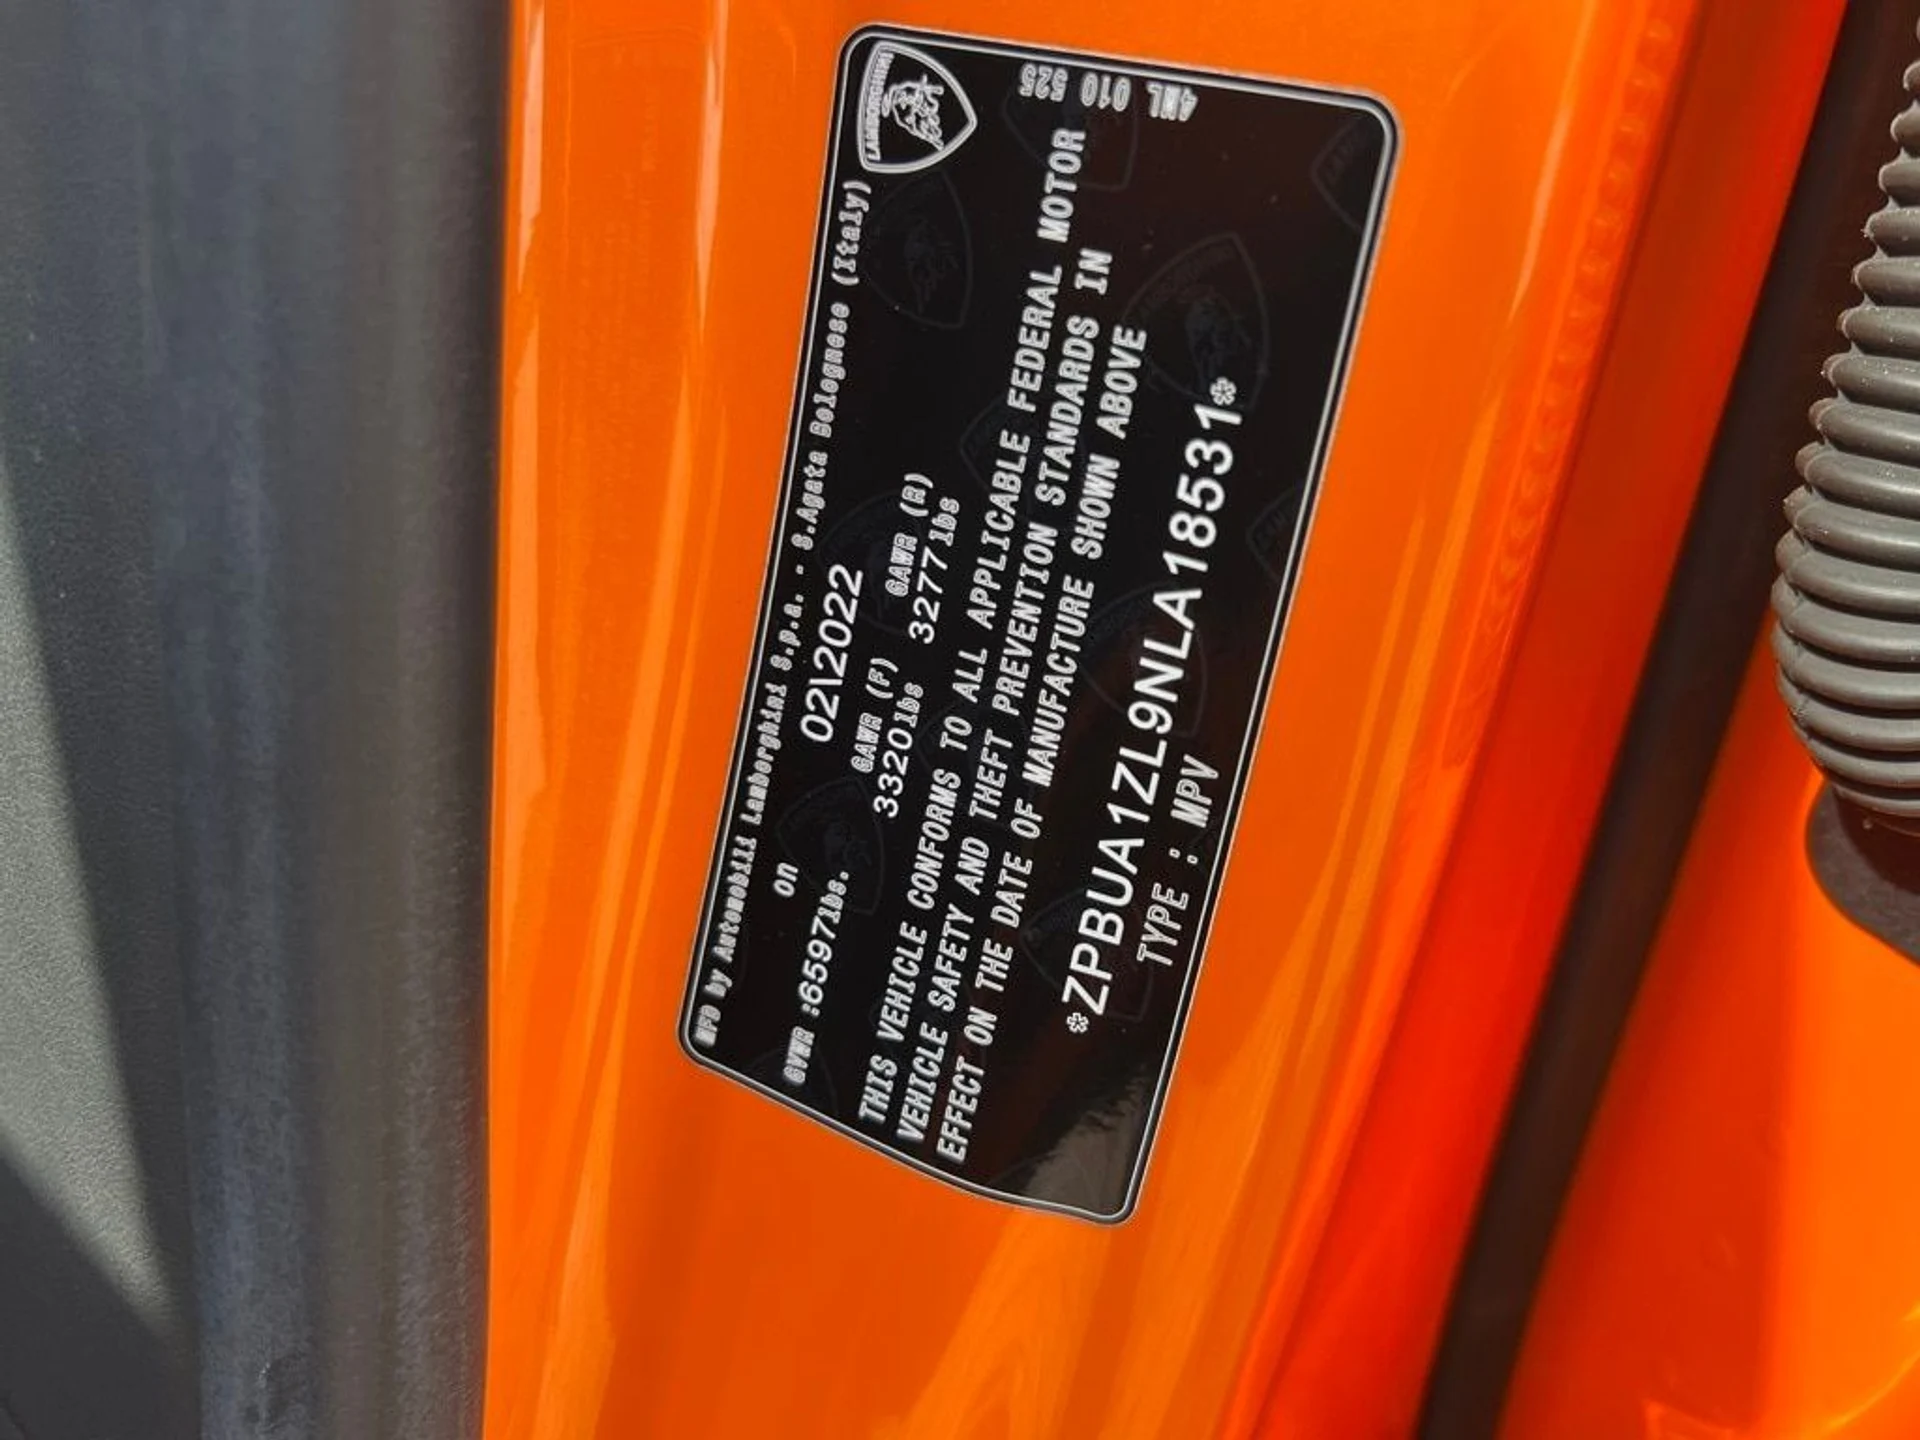 LAMBORGHINI
MFD by Automobili Lamborghini S.p.a. - S.Agata Bolognese (Italy)
on 02\2022
GAWR (F) GAWR (R)
GVWR :6597lbs. 3320lbs 3277lbs
THIS VEHICLE CONFORMS TO ALL APPLICABLE FEDERAL MOTOR
VEHICLE SAFETY AND THEFT PREVENTION STANDARDS IN
EFFECT ON THE DATE OF MANUFACTURE SHOWN ABOVE
*ZPBUA1ZL9NLA18531*
TYPE : MPV
4ML 010 525